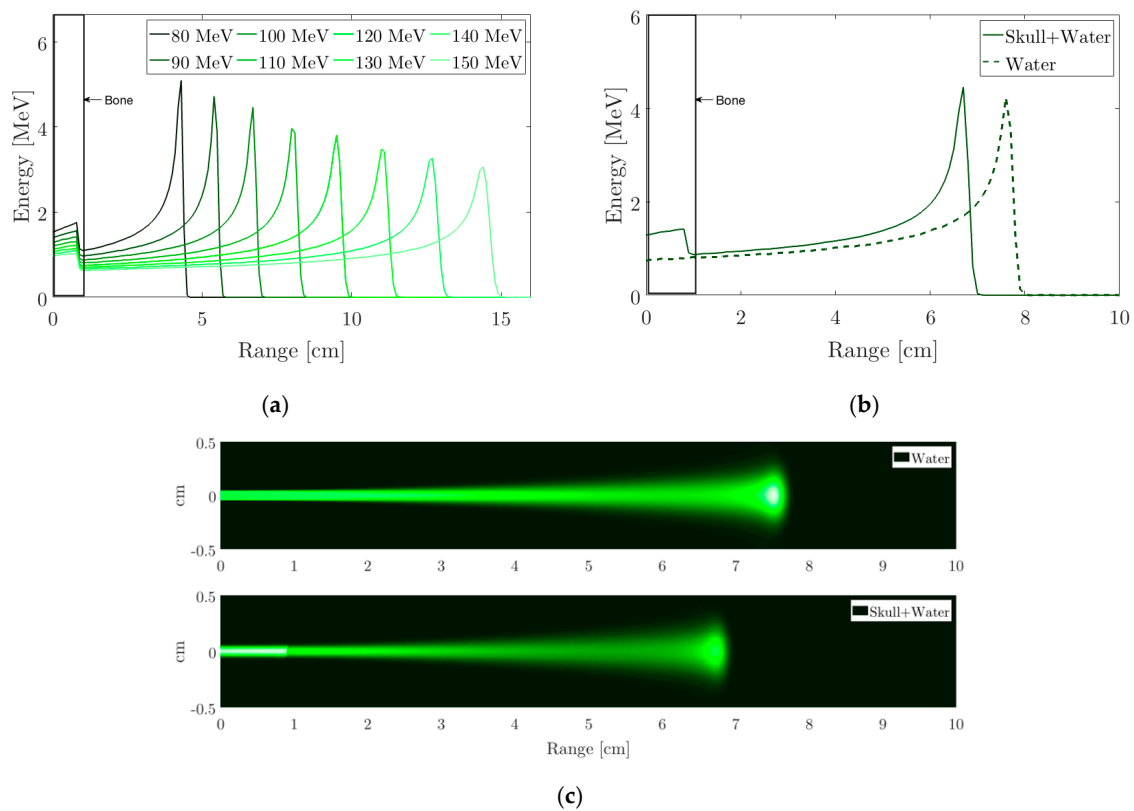 80 MeV 100 MeV 120 MeV 140 MeV
90 MeV 110 MeV 130 MeV 150 MeV
Bone
Energy [MeV]
6
4
2
0
0 5 10 15
Range [cm]
(a)
Skull+Water
Water
Bone
Energy [MeV]
6
4
2
0
0 2 4 6 8 10
Range [cm]
(b)
Water
cm
0.5
0
-0.5
0 1 2 3 4 5 6 7 8 9 10
Skull+Water
cm
0.5
0
-0.5
0 1 2 3 4 5 6 7 8 9 10
Range [cm]
(c)